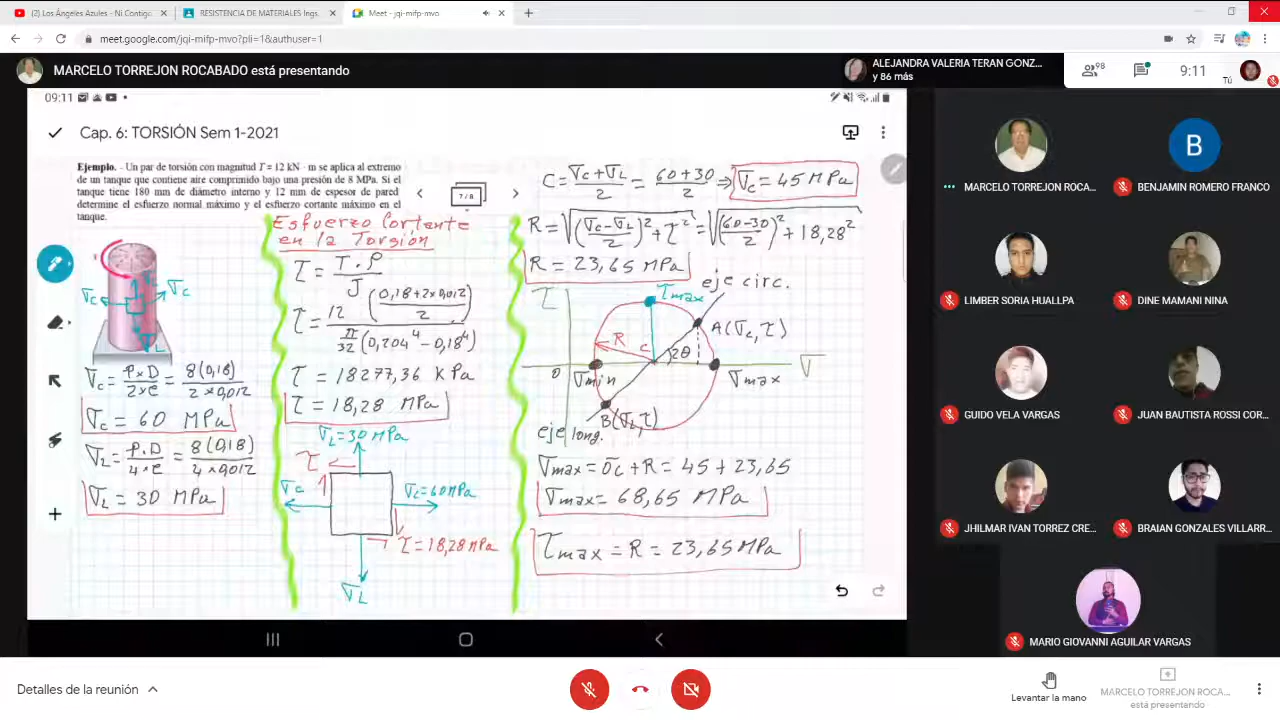 (2) Los Ángeles Azules - Ni Contigo
RESISTENCIA DE MATERIALES Ings.
Meet - jqi-mifp-mvo
meet.google.com/jqi-mifp-mvo?pli=1&authuser=1
MARCELO TORREJON ROCABADO está presentando
ALEJANDRA VALERIA TERAN GONZ...
y 86 más
98
9:11
Tú
09:11
Cap. 6: TORSIÓN Sem 1-2021
Ejemplo. - Un par de torsión con magnitud T = 12 kN · m se aplica al extremo
de un tanque que contiene aire comprimido bajo una presión de 8 MPa. Si el
tanque tiene 180 mm de diámetro interno y 12 mm de espesor de pared
determine el esfuerzo normal máximo y el esfuerzo cortante máximo en el
tanque.
7/8
σc
σc
σL
σc = P×D/2×e = 8(0,18)/2×0,012
σc = 60 MPa
σL = P.D/4×e = 8(0,18)/4×0,012
σL = 30 MPa
Esfuerzo Cortante
en la Torsión
τ = T·ρ/J
τ = 12((0,18+2×0,012)/2)/(π/32(0,204⁴-0,18⁴))
τ = 18277,36 KPa
τ = 18,28 MPa
σL=30 MPa
τ
σc
σc=60MPa
τ=18,28MPa
σL
C = (σc+σL)/2 = (60+30)/2 ⇒ σc = 45MPa
R = √(((σc-σL)/2)²+τ²) = √(((60-30)/2)²+18,28²)
R = 23,65 MPa
eje circ.
τ
τmax
A(σc,τ)
R
c
2θ
0
σmin
σmax
σ
B(σL,τ)
eje long.
σmax = σc + R = 45 + 23,65
σmax = 68,65 MPa
τmax = R = 23,65MPa
MARCELO TORREJON ROCA...
B
BENJAMIN ROMERO FRANCO
LIMBER SORIA HUALLPA
DINE MAMANI NINA
GUIDO VELA VARGAS
JUAN BAUTISTA ROSSI COR...
JHILMAR IVAN TORREZ CRE...
BRAIAN GONZALES VILLARR...
MARIO GIOVANNI AGUILAR VARGAS
Detalles de la reunión
Levantar la mano
MARCELO TORREJON ROCA...
está presentando